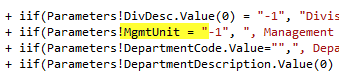 + iif(Parameters!DivDesc.Value(0) = "-1", "Divis
+ iif(Parameters!MgmtUnit = "-1", ", Management
+ iif(Parameters!DepartmentCode.Value="",", Depa
+ iif(Parameters!DepartmentDescription.Value(0)